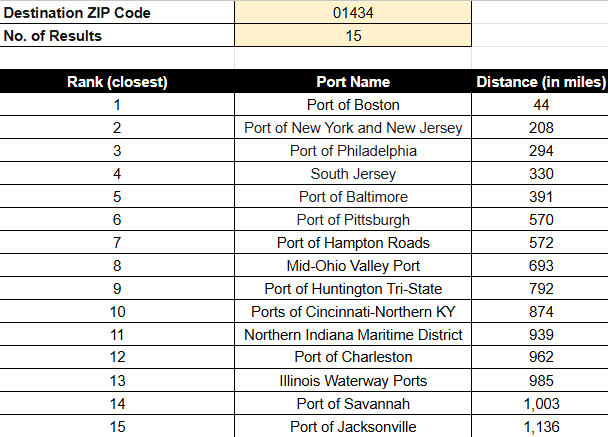 Destination ZIP Code 01434
No. of Results 15
Rank (closest) Port Name Distance (in miles)
1 Port of Boston 44
2 Port of New York and New Jersey 208
3 Port of Philadelphia 294
4 South Jersey 330
5 Port of Baltimore 391
6 Port of Pittsburgh 570
7 Port of Hampton Roads 572
8 Mid-Ohio Valley Port 693
9 Port of Huntington Tri-State 792
10 Ports of Cincinnati-Northern KY 874
11 Northern Indiana Maritime District 939
12 Port of Charleston 962
13 Illinois Waterway Ports 985
14 Port of Savannah 1,003
15 Port of Jacksonville 1,136